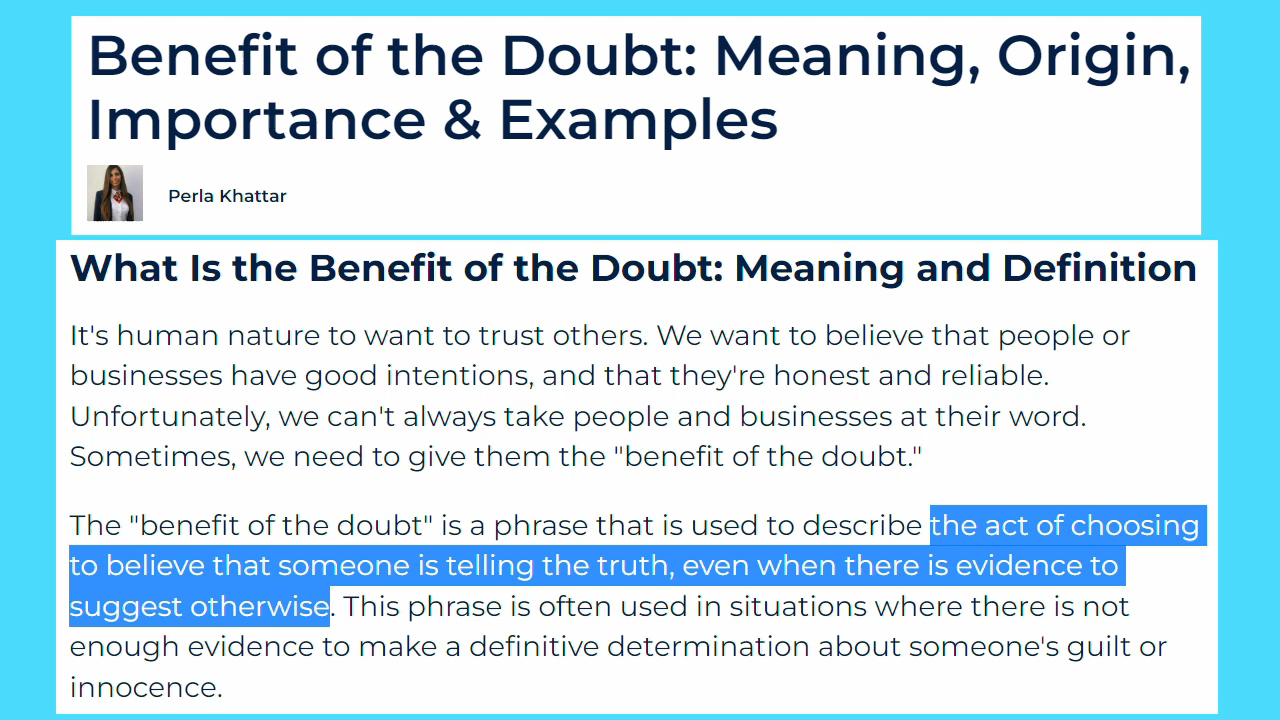 Benefit of the Doubt: Meaning, Origin,
Importance & Examples
Perla Khattar
What Is the Benefit of the Doubt: Meaning and Definition
It's human nature to want to trust others. We want to believe that people or
businesses have good intentions, and that they're honest and reliable.
Unfortunately, we can't always take people and businesses at their word.
Sometimes, we need to give them the "benefit of the doubt."
The "benefit of the doubt" is a phrase that is used to describe the act of choosing
to believe that someone is telling the truth, even when there is evidence to
suggest otherwise. This phrase is often used in situations where there is not
enough evidence to make a definitive determination about someone's guilt or
innocence.